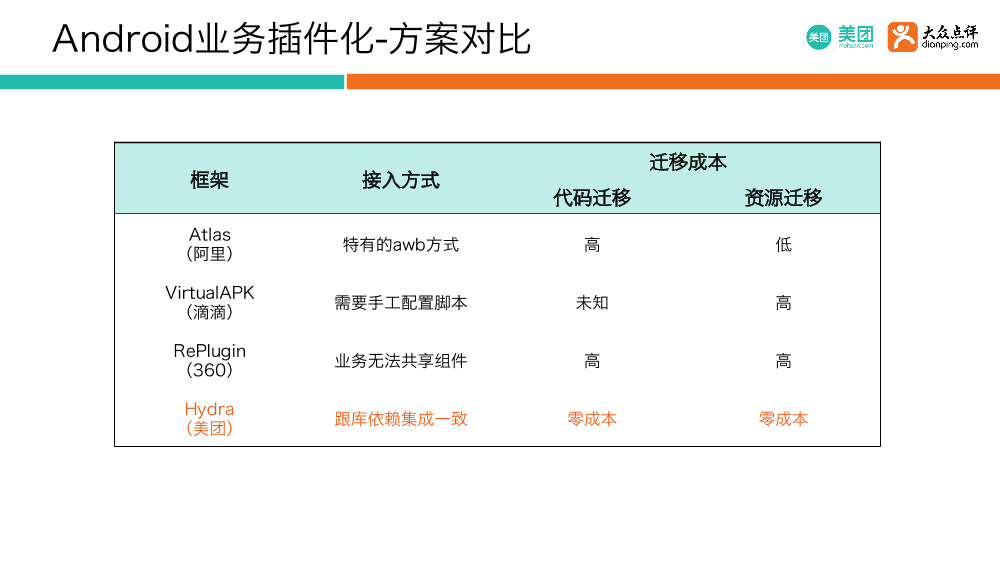 Android业务插件化-方案对比
美团
美团
meituan.com
大众点评
dianping.com
框架
接入方式
迁移成本
代码迁移
资源迁移
Atlas
（阿里）
特有的awb方式
高
低
VirtualAPK
（滴滴）
需要手工配置脚本
未知
高
RePlugin
（360）
业务无法共享组件
高
高
Hydra
（美团）
跟库依赖集成一致
零成本
零成本